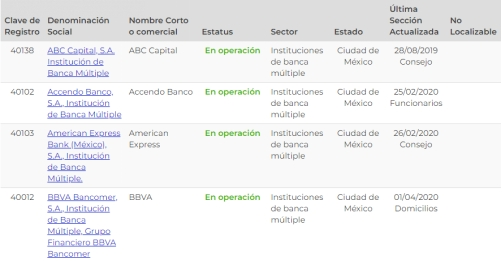 Clave de Registro Denominación Social Nombre Corto o comercial Estatus Sector Estado Última Sección Actualizada No Localizable
40138 ABC Capital, S.A. ABC Capital En operación Instituciones Ciudad de 28/08/2019
Institución de de banca México Consejo
Banca Múltiple múltiple
40102 Accendo Banco, Accendo Banco En operación Instituciones Ciudad de 25/02/2020
S.A., Institución de banca México Funcionarios
de Banca Múltiple múltiple
40103 American Express American En operación Instituciones Ciudad de 26/02/2020
Bank (México), Express de banca México Consejo
S.A., Institución múltiple
de Banca
Múltiple.
40012 BBVA Bancomer, BBVA En operación Instituciones Ciudad de 01/04/2020
S.A., Institución de banca México Domicilios
de Banca múltiple
Múltiple, Grupo
Financiero BBVA
Bancomer